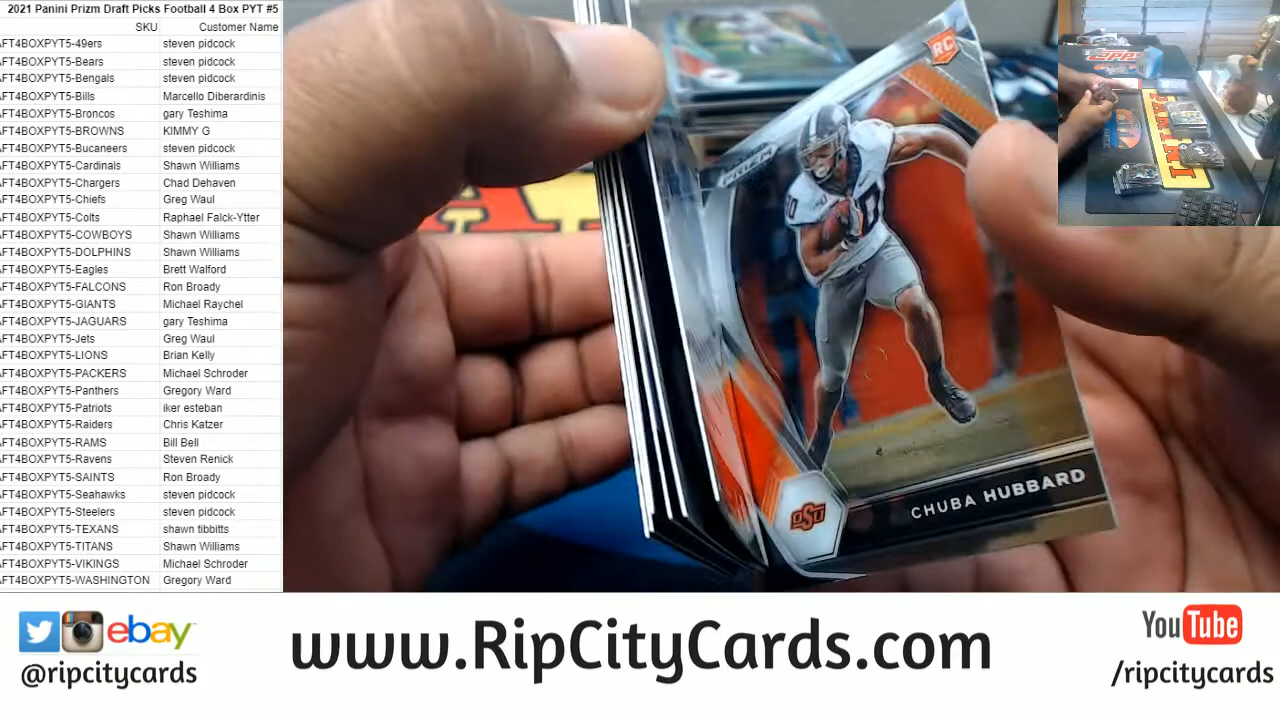 2021 Panini Prizm Draft Picks Football 4 Box PYT #5
SKU Customer Name
AFT4BOXPYT5-49ers steven pidcock
AFT4BOXPYT5-Bears steven pidcock
AFT4BOXPYT5-Bengals steven pidcock
AFT4BOXPYT5-Bills Marcello Diberardinis
AFT4BOXPYT5-Broncos gary Teshima
AFT4BOXPYT5-BROWNS KIMMY G
AFT4BOXPYT5-Bucaneers steven pidcock
AFT4BOXPYT5-Cardinals Shawn Williams
AFT4BOXPYT5-Chargers Chad Dehaven
AFT4BOXPYT5-Chiefs Greg Waul
AFT4BOXPYT5-Colts Raphael Falck-Ytter
AFT4BOXPYT5-COWBOYS Shawn Williams
AFT4BOXPYT5-DOLPHINS Shawn Williams
AFT4BOXPYT5-Eagles Brett Walford
AFT4BOXPYT5-FALCONS Ron Broady
AFT4BOXPYT5-GIANTS Michael Raychel
AFT4BOXPYT5-JAGUARS gary Teshima
AFT4BOXPYT5-Jets Greg Waul
AFT4BOXPYT5-LIONS Brian Kelly
AFT4BOXPYT5-PACKERS Michael Schroder
AFT4BOXPYT5-Panthers Gregory Ward
AFT4BOXPYT5-Patriots iker esteban
AFT4BOXPYT5-Raiders Chris Katzer
AFT4BOXPYT5-RAMS Bill Bell
AFT4BOXPYT5-Ravens Steven Renick
AFT4BOXPYT5-SAINTS Ron Broady
AFT4BOXPYT5-Seahawks steven pidcock
AFT4BOXPYT5-Steelers steven pidcock
AFT4BOXPYT5-TEXANS shawn tibbitts
AFT4BOXPYT5-TITANS Shawn Williams
AFT4BOXPYT5-VIKINGS Michael Schroder
AFT4BOXPYT5-WASHINGTON Gregory Ward
RC
PRIZM
30
OSU
CHUBA HUBBARD
topps
PANINI
ebay
@ripcitycards
www.RipCityCards.com
YouTube
/ripcitycards